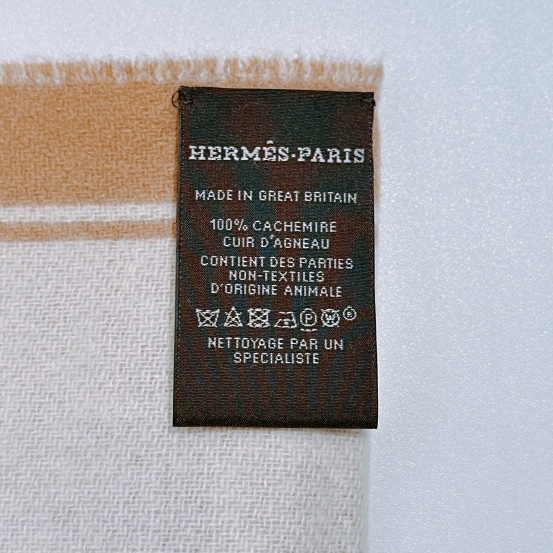 HERMÈS·PARIS
MADE IN GREAT BRITAIN
100% CACHEMIRE
CUIR D'AGNEAU
CONTIENT DES PARTIES
NON-TEXTILES
D'ORIGINE ANIMALE
P W
NETTOYAGE PAR UN
SPECIALISTE